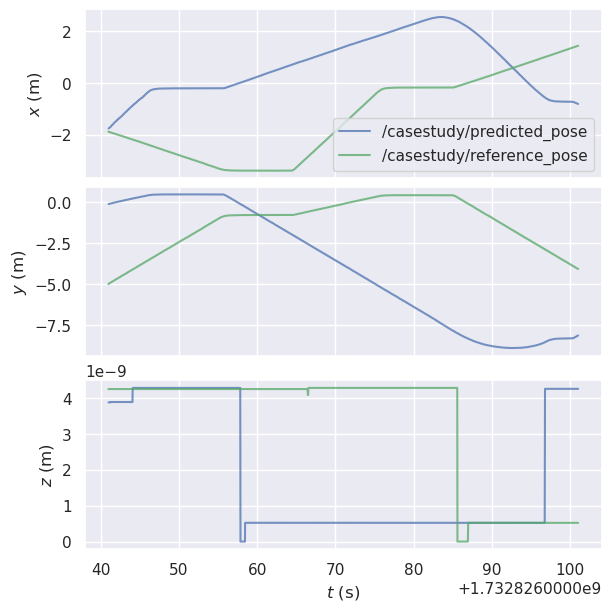 2
0
−2
x (m)
/casestudy/predicted_pose
/casestudy/reference_pose
0.0
−2.5
−5.0
−7.5
y (m)
1e−9
4
3
2
1
0
z (m)
40 50 60 70 80 90 100
t (s)
+1.7328260000e9